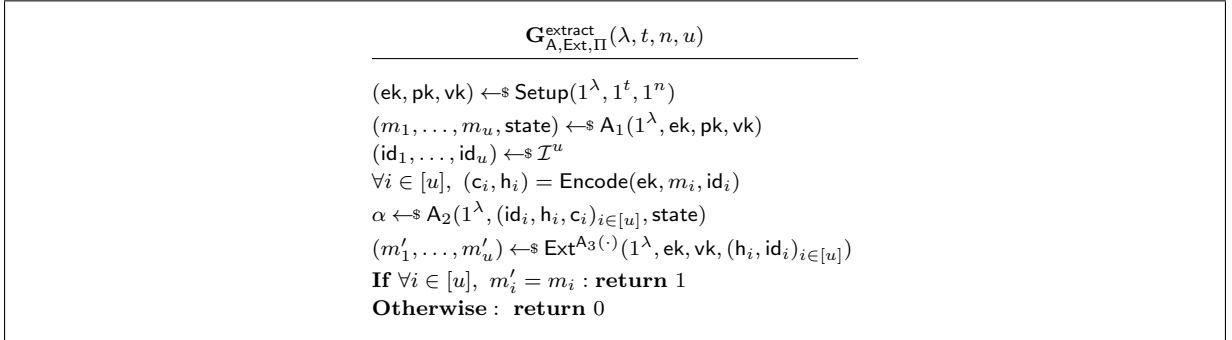 G^{extract}_{A,Ext,Π}(λ, t, n, u)
(ek, pk, vk) ←$ Setup(1^λ, 1^t, 1^n)
(m_1, …, m_u, state) ←$ A_1(1^λ, ek, pk, vk)
(id_1, …, id_u) ←$ 𝓘^u
∀i ∈ [u], (c_i, h_i) = Encode(ek, m_i, id_i)
α ←$ A_2(1^λ, (id_i, h_i, c_i)_{i∈[u]}, state)
(m'_1, …, m'_u) ←$ Ext^{A_3(·)}(1^λ, ek, vk, (h_i, id_i)_{i∈[u]})
If ∀i ∈ [u], m'_i = m_i : return 1
Otherwise : return 0